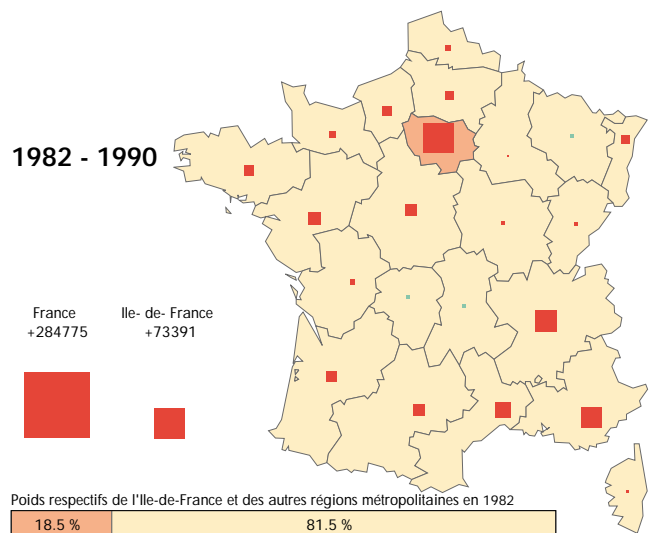 1982 - 1990
France
+284775
Ile- de- France
+73391
Poids respectifs de l'Ile-de-France et des autres régions métropolitaines en 1982
18.5 %
81.5 %